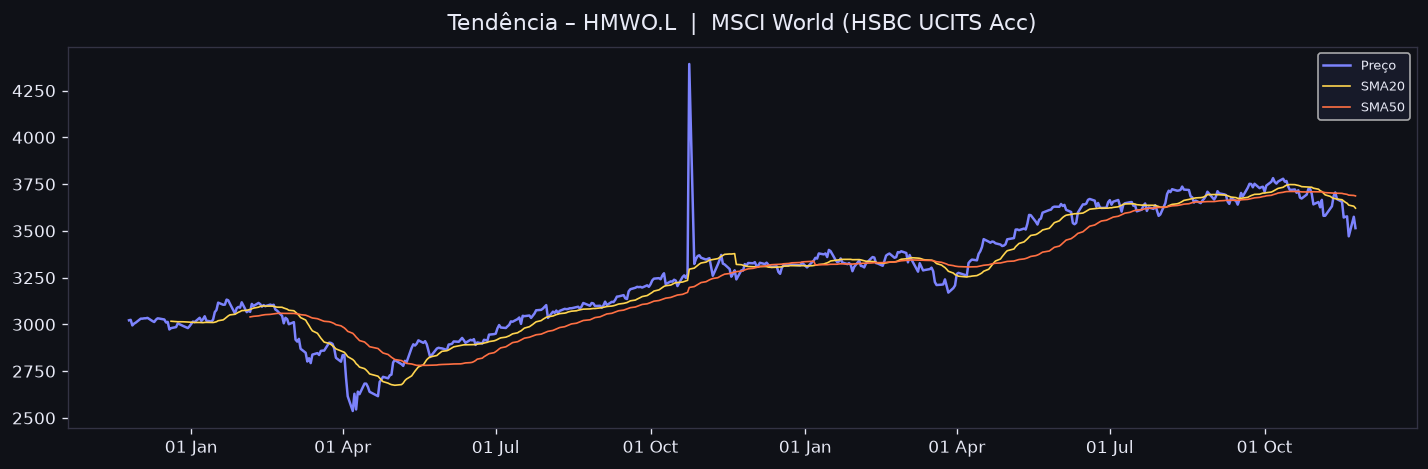 Tendência – HMWO.L | MSCI World (HSBC UCITS Acc)
Preço
SMA20
SMA50
4250
4000
3750
3500
3250
3000
2750
2500
01 Jan
01 Apr
01 Jul
01 Oct
01 Jan
01 Apr
01 Jul
01 Oct